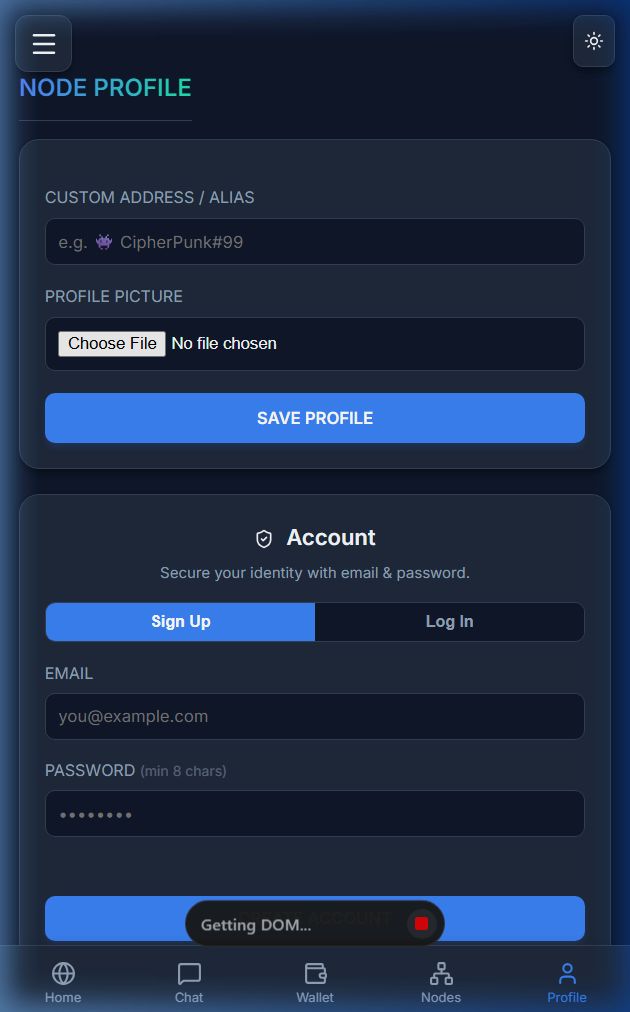 NODE PROFILE
CUSTOM ADDRESS / ALIAS
e.g. 👾 CipherPunk#99
PROFILE PICTURE
Choose File No file chosen
SAVE PROFILE
Account
Secure your identity with email & password.
Sign Up Log In
EMAIL
you@example.com
PASSWORD (min 8 chars)
••••••••
Getting DOM...
Home Chat Wallet Nodes Profile